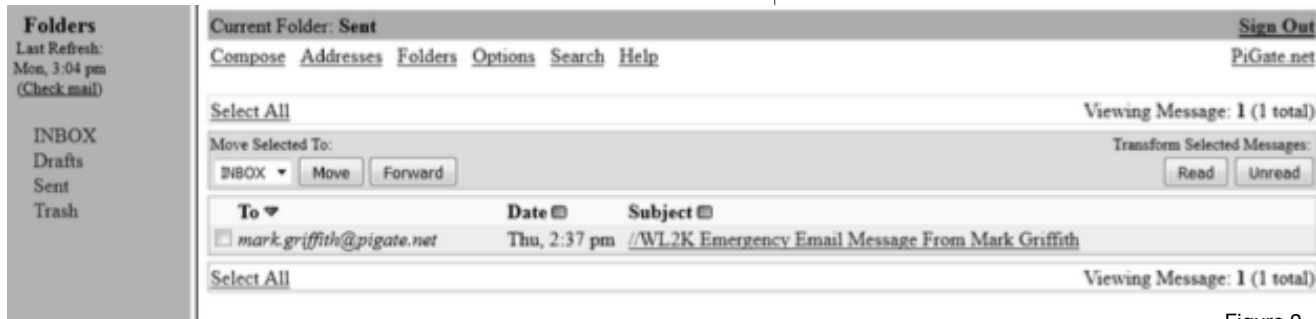 Folders
Last Refresh:
Mon, 3:04 pm
(Check mail)
INBOX
Drafts
Sent
Trash
Current Folder: Sent
Sign Out
Compose Addresses Folders Options Search Help
PiGate.net
Select All
Viewing Message: 1 (1 total)
Move Selected To:
Transform Selected Messages:
INBOX Move Forward
Read Unread
To Date Subject
mark.griffith@pigate.net Thu, 2:37 pm //WL2K Emergency Email Message From Mark Griffith
Select All
Viewing Message: 1 (1 total)